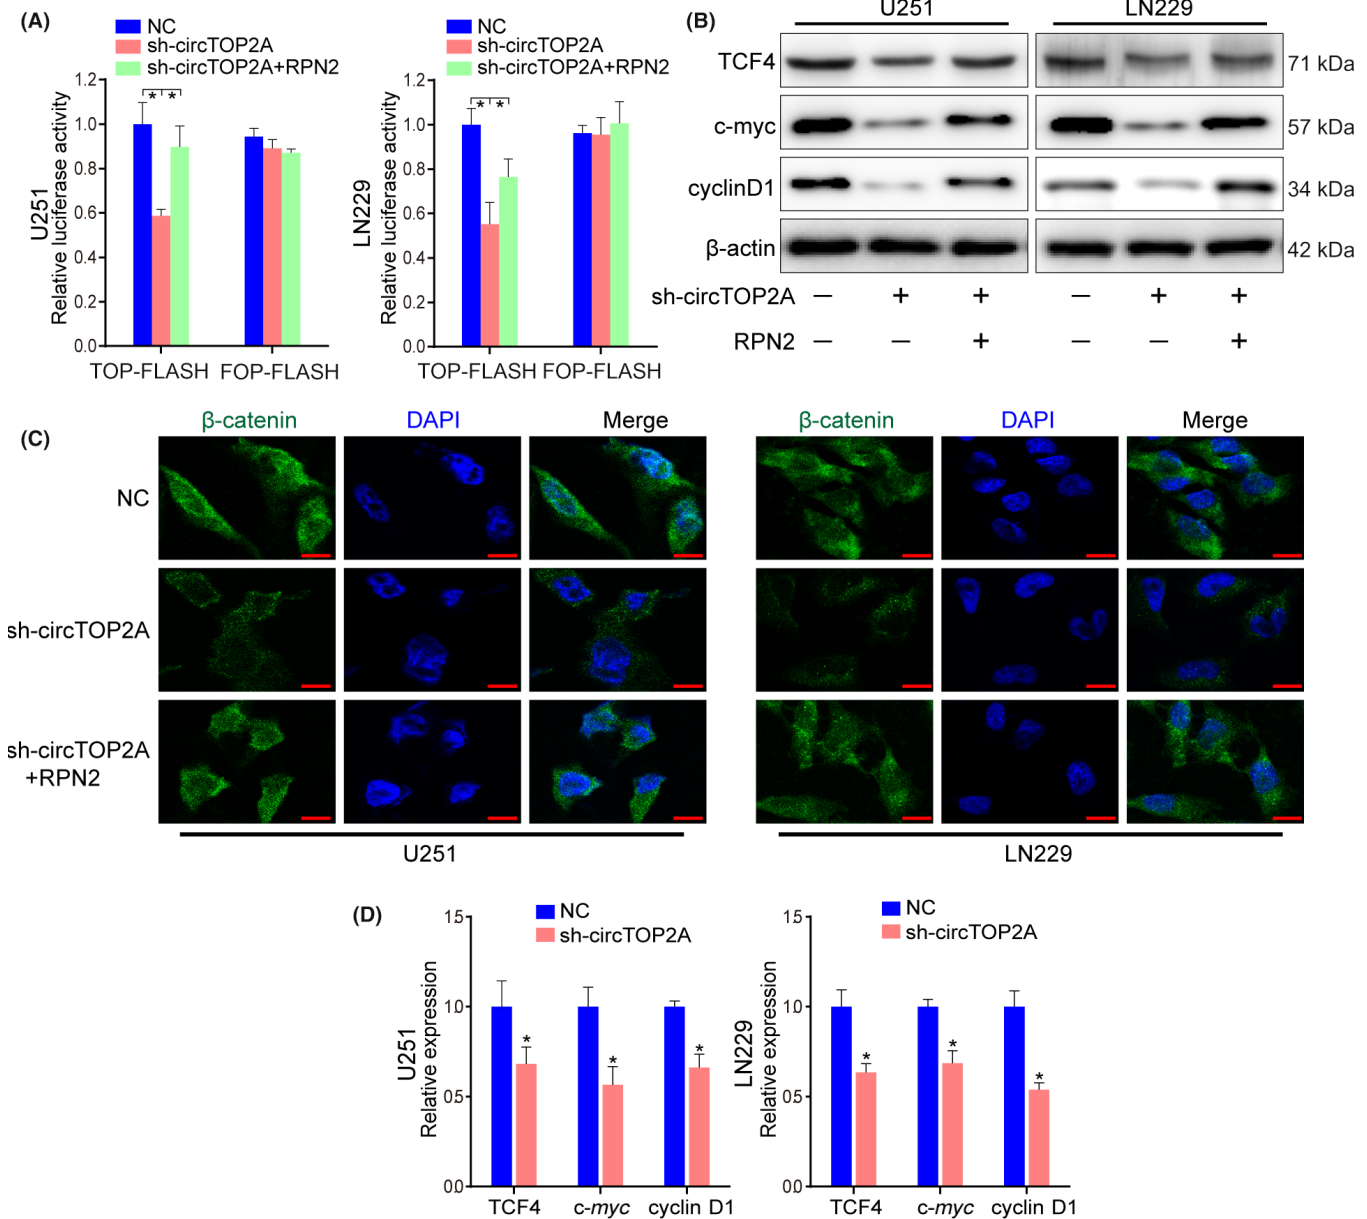 (A)
NC
sh-circTOP2A
sh-circTOP2A+RPN2
U251
Relative luciferase activity
1.2
1.0
0.8
0.6
0.4
0.2
0.0
* *
TOP-FLASH FOP-FLASH
NC
sh-circTOP2A
sh-circTOP2A+RPN2
LN229
Relative luciferase activity
1.2
1.0
0.8
0.6
0.4
0.2
0.0
* *
TOP-FLASH FOP-FLASH
(B)
U251 LN229
TCF4 71 kDa
c-myc 57 kDa
cyclinD1 34 kDa
β-actin 42 kDa
sh-circTOP2A − + + − + +
RPN2 − − + − − +
(C)
β-catenin DAPI Merge β-catenin DAPI Merge
NC
sh-circTOP2A
sh-circTOP2A
+RPN2
U251 LN229
(D)
NC
sh-circTOP2A
U251
Relative expression
15
10
05
00
* * *
TCF4 c-myc cyclin D1
NC
sh-circTOP2A
LN229
Relative expression
15
10
05
00
* * *
TCF4 c-myc cyclin D1